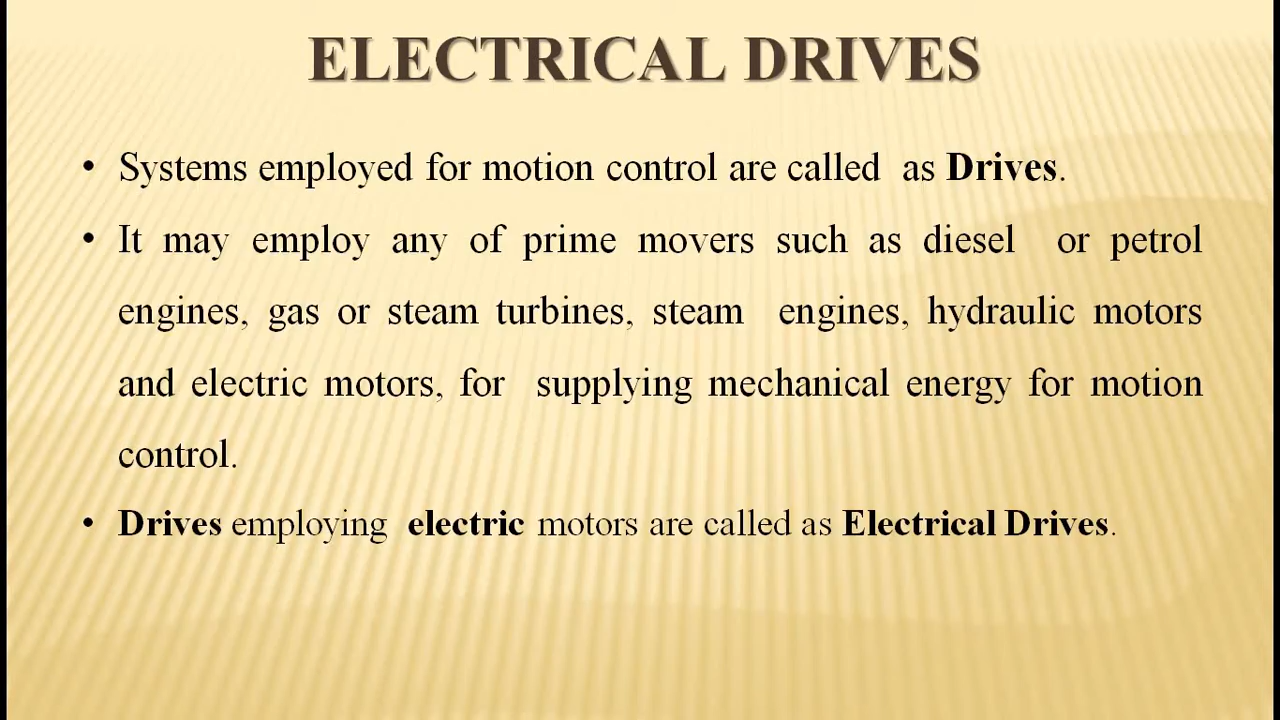 ELECTRICAL DRIVES
• Systems employed for motion control are called as Drives.
• It may employ any of prime movers such as diesel or petrol
engines, gas or steam turbines, steam engines, hydraulic motors
and electric motors, for supplying mechanical energy for motion
control.
• Drives employing electric motors are called as Electrical Drives.